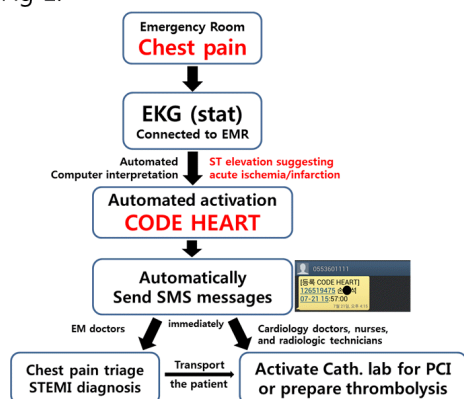 Emergency Room
Chest pain
EKG (stat)
Connected to EMR
Automated
Computer interpretation
ST elevation suggesting
acute ischemia/infarction
Automated activation
CODE HEART
Automatically
Send SMS messages
0553601111
[등록 CODE HEART]
126519475
07-21 15:57:00
EM doctors
immediately
Cardiology doctors, nurses,
and radiologic technicians
Chest pain triage
STEMI diagnosis
Transport
the patient
Activate Cath. lab for PCI
or prepare thrombolysis